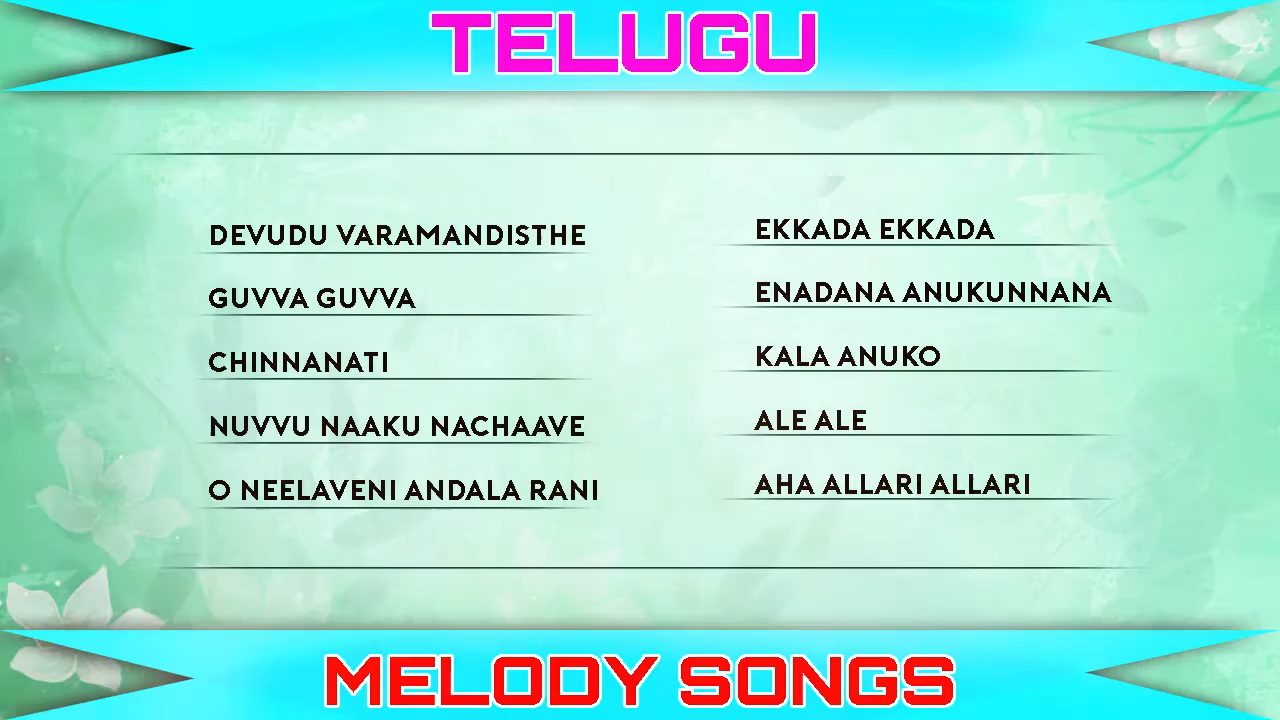 TELUGU
DEVUDU VARAMANDISTHE
GUVVA GUVVA
CHINNANATI
NUVVU NAAKU NACHAAVE
O NEELAVENI ANDALA RANI
EKKADA EKKADA
ENADANA ANUKUNNANA
KALA ANUKO
ALE ALE
AHA ALLARI ALLARI
MELODY SONGS